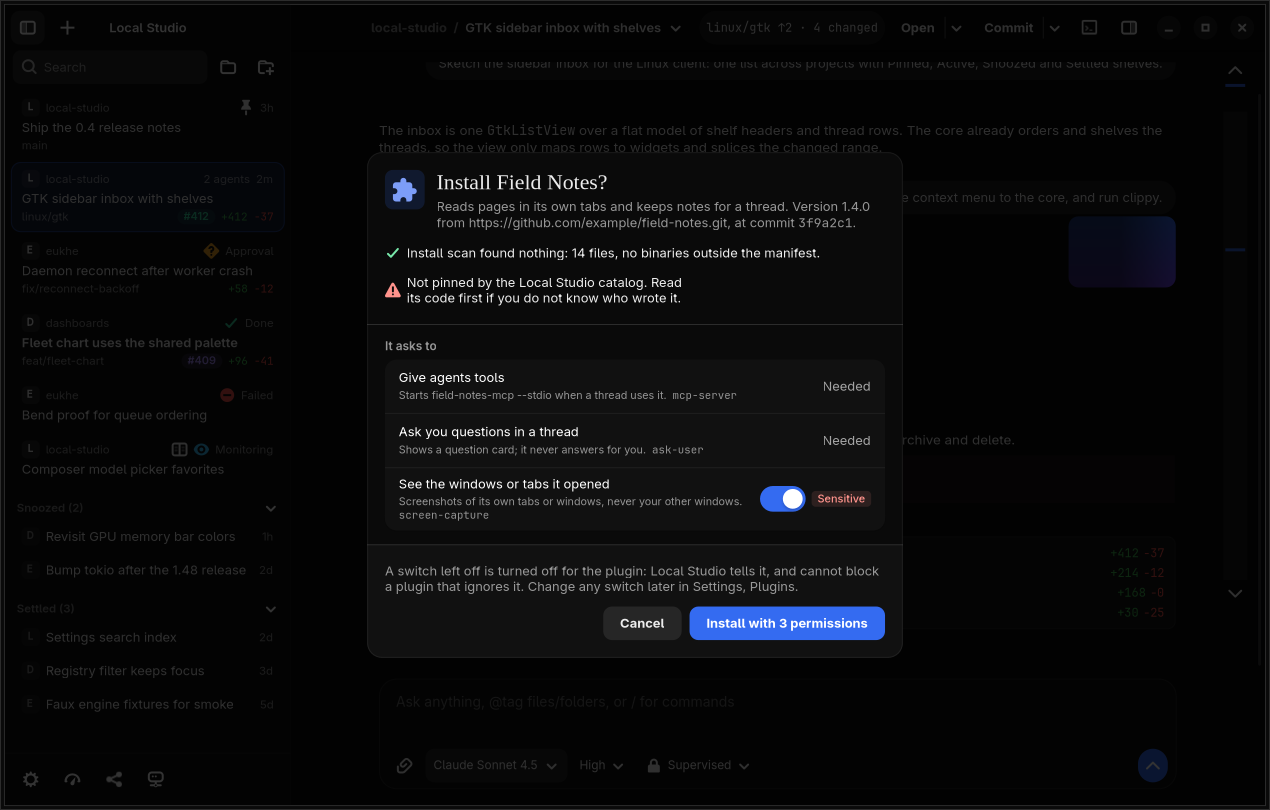 Local Studio
local-studio / GTK sidebar inbox with shelves
linux/gtk ↑2 · 4 changed
Open
Commit
Search
Sketch the sidebar inbox for the Linux client: one list across projects with Pinned, Active, Snoozed and Settled shelves.
L local-studio 3h
Ship the 0.4 release notes
main
L local-studio 2 agents 2m
GTK sidebar inbox with shelves
linux/gtk #412 +412 -37
E eukhe Approval
Daemon reconnect after worker crash
fix/reconnect-backoff +58 -12
D dashboards Done
Fleet chart uses the shared palette
feat/fleet-chart #409 +96 -41
E eukhe Failed
Bend proof for queue ordering
L local-studio Monitoring
Composer model picker favorites
Snoozed (2)
D Revisit GPU memory bar colors 1h
E Bump tokio after the 1.48 release 2d
Settled (3)
L Settings search index 2d
D Registry filter keeps focus 3d
E Faux engine fixtures for smoke 5d
The inbox is one GtkListView over a flat model of shelf headers and thread rows. The core already orders and shelves the
threads, so the view only maps rows to widgets and splices the changed range.
e context menu to the core, and run clippy.
rchive and delete.
+412 -37
+214 -12
+168 -0
+30 -25
Install Field Notes?
Reads pages in its own tabs and keeps notes for a thread. Version 1.4.0
from https://github.com/example/field-notes.git, at commit 3f9a2c1.
Install scan found nothing: 14 files, no binaries outside the manifest.
Not pinned by the Local Studio catalog. Read
its code first if you do not know who wrote it.
It asks to
Give agents tools
Starts field-notes-mcp --stdio when a thread uses it. mcp-server
Needed
Ask you questions in a thread
Shows a question card; it never answers for you. ask-user
Needed
See the windows or tabs it opened
Screenshots of its own tabs or windows, never your other windows.
screen-capture
Sensitive
A switch left off is turned off for the plugin: Local Studio tells it, and cannot block
a plugin that ignores it. Change any switch later in Settings, Plugins.
Cancel
Install with 3 permissions
Ask anything, @tag files/folders, or / for commands
Claude Sonnet 4.5
High
Supervised